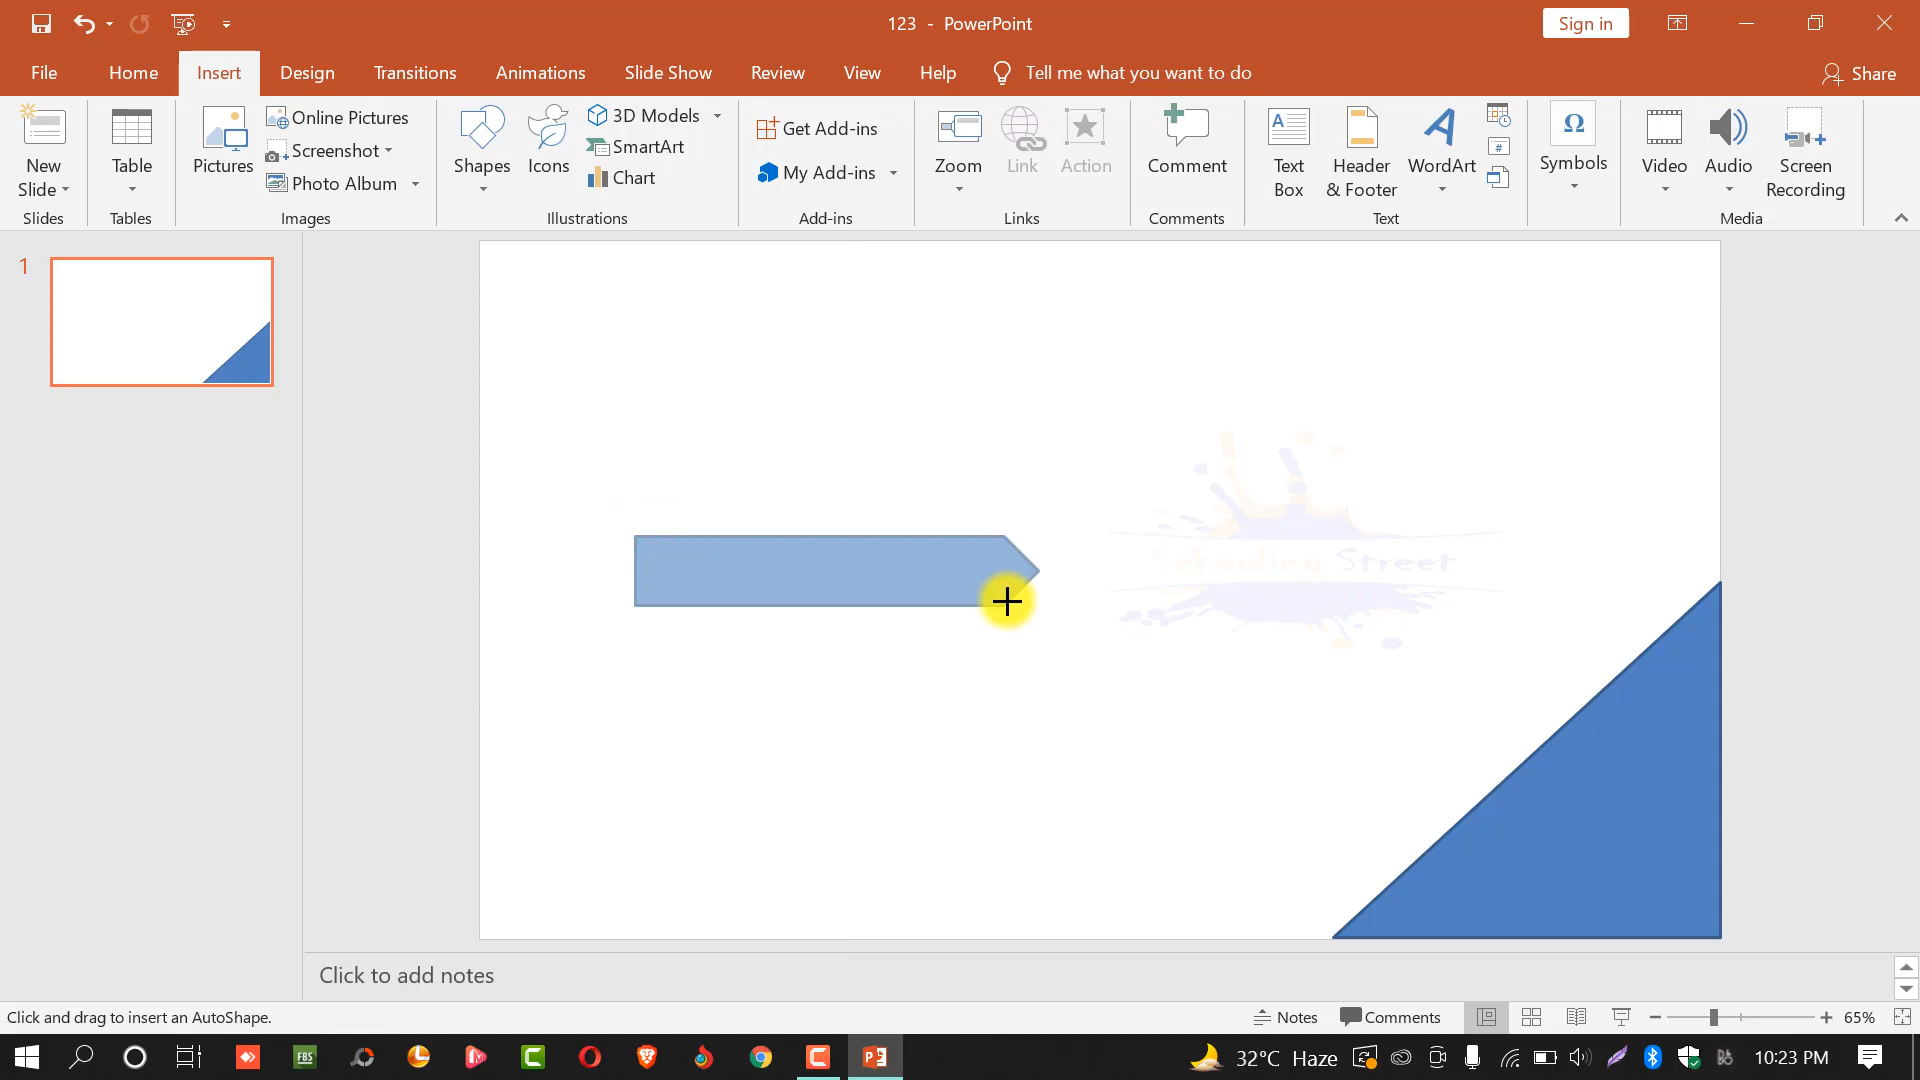 123 - PowerPoint
Sign in
File Home Insert Design Transitions Animations Slide Show Review View Help Tell me what you want to do Share
New Slide
Slides
Table
Tables
Pictures
Online Pictures
Screenshot
Photo Album
Images
Shapes
Icons
3D Models
SmartArt
Chart
Illustrations
Get Add-ins
My Add-ins
Add-ins
Zoom
Link
Action
Links
Comment
Comments
Text Box
Header & Footer
WordArt
Text
Symbols
Video
Audio
Screen Recording
Media
1
Schooling Street
Click to add notes
Click and drag to insert an AutoShape.
Notes Comments 65%
FBS
32°C Haze 10:23 PM